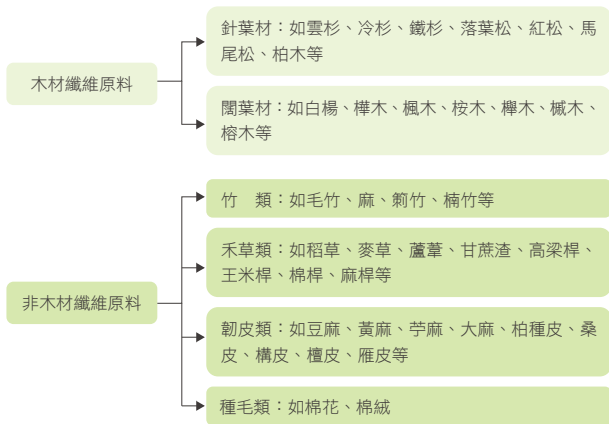 木材纖維原料
針葉材：如雲杉、冷杉、鐵杉、落葉松、紅松、馬
尾松、柏木等
闊葉材：如白楊、樺木、楓木、桉木、櫸木、槭木、
榕木等
非木材纖維原料
竹　類：如毛竹、麻、簕竹、楠竹等
禾草類：如稻草、麥草、蘆葦、甘蔗渣、高梁桿、
王米桿、棉桿、麻桿等
韌皮類：如豆麻、黃麻、苧麻、大麻、柏種皮、桑
皮、構皮、檀皮、雁皮等
種毛類：如棉花、棉絨